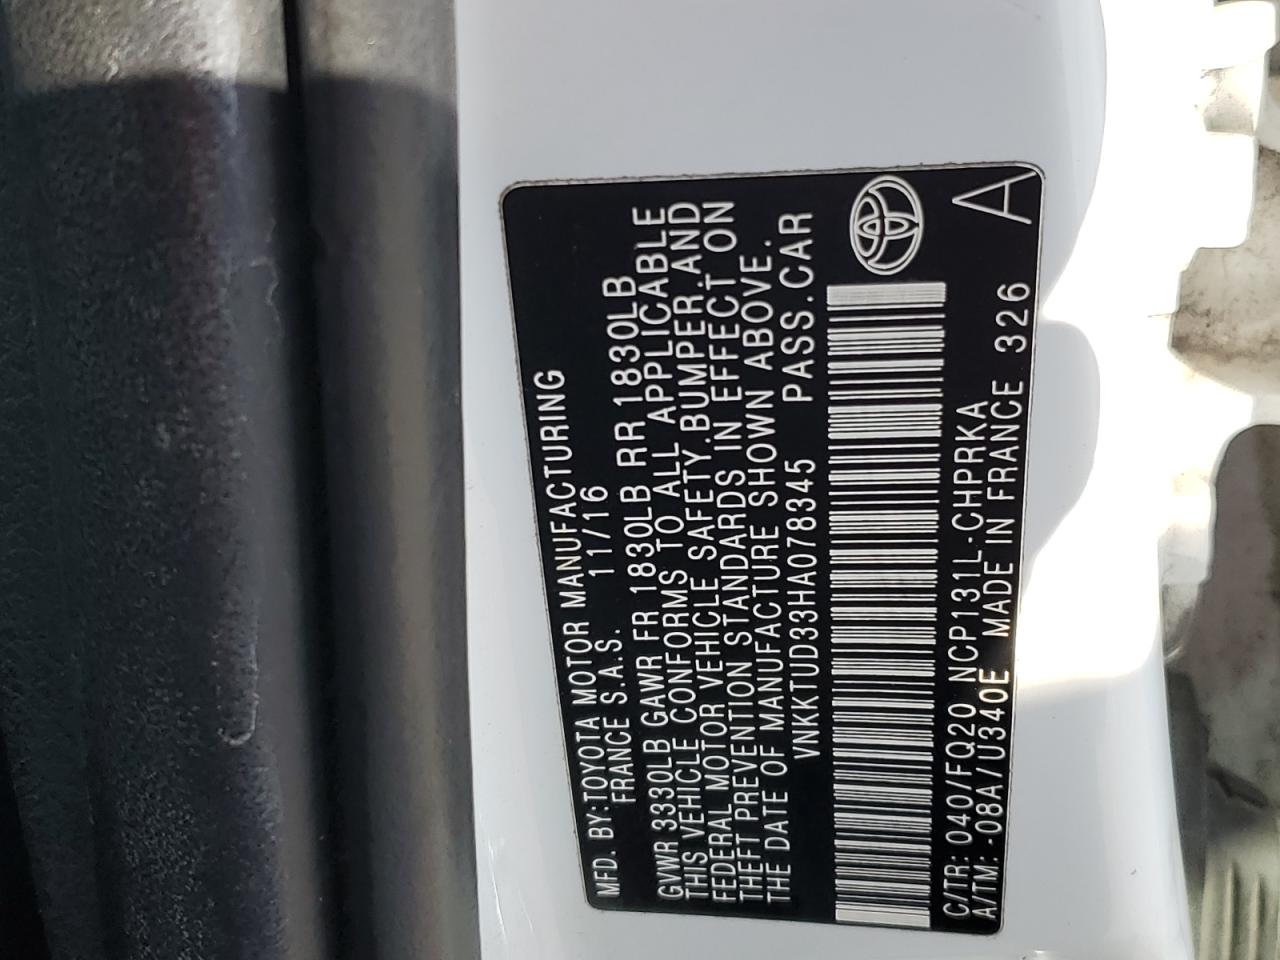 MFD. BY:TOYOTA MOTOR MANUFACTURING
FRANCE S.A.S. 11/16
GVWR 3330LB GAWR FR 1830LB RR 1830LB
THIS VEHICLE CONFORMS TO ALL APPLICABLE
FEDERAL MOTOR VEHICLE SAFETY.BUMPER.AND
THEFT PREVENTION STANDARDS IN EFFECT ON
THE DATE OF MANUFACTURE SHOWN ABOVE.
VNKKTUD33HA078345 PASS.CAR
C/TR: 040/FQ20 NCP131L-CHPRKA
A/TM: -08A/U340E MADE IN FRANCE 326 A